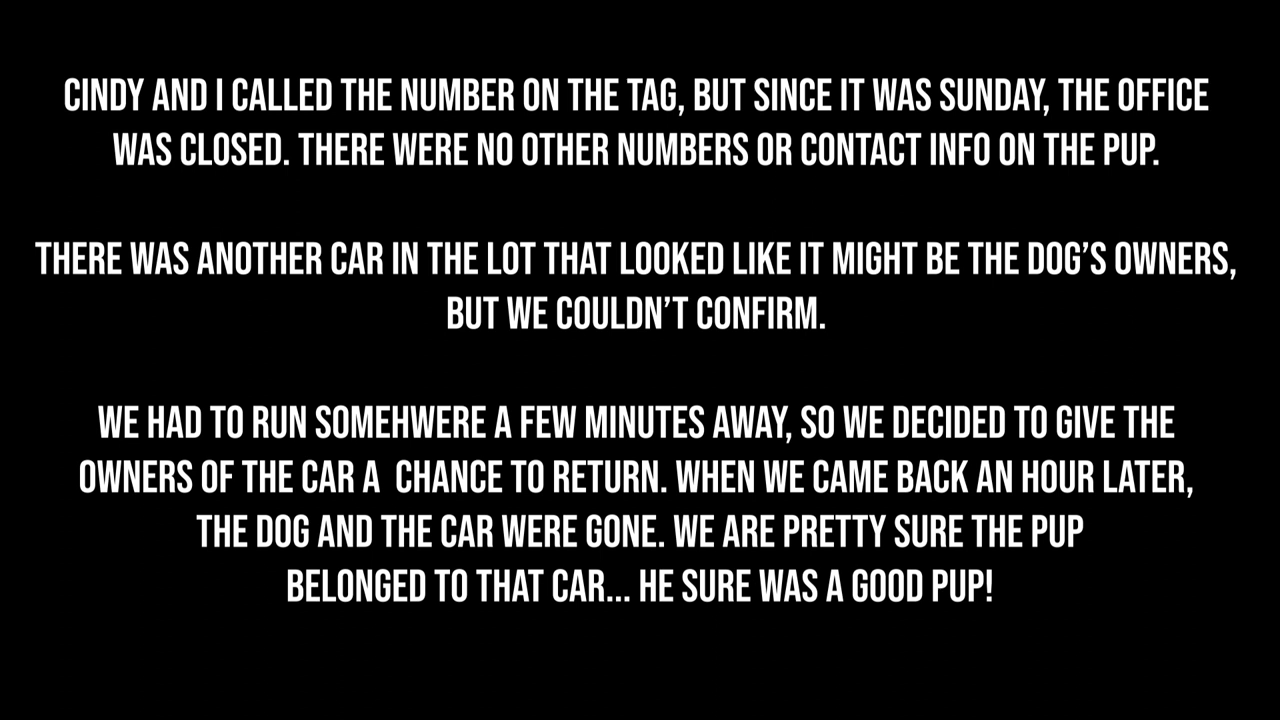 CINDY AND I CALLED THE NUMBER ON THE TAG, BUT SINCE IT WAS SUNDAY, THE OFFICE
WAS CLOSED. THERE WERE NO OTHER NUMBERS OR CONTACT INFO ON THE PUP.
THERE WAS ANOTHER CAR IN THE LOT THAT LOOKED LIKE IT MIGHT BE THE DOG’S OWNERS,
BUT WE COULDN’T CONFIRM.
WE HAD TO RUN SOMEHWERE A FEW MINUTES AWAY, SO WE DECIDED TO GIVE THE
OWNERS OF THE CAR A  CHANCE TO RETURN. WHEN WE CAME BACK AN HOUR LATER,
THE DOG AND THE CAR WERE GONE. WE ARE PRETTY SURE THE PUP
BELONGED TO THAT CAR... HE SURE WAS A GOOD PUP!